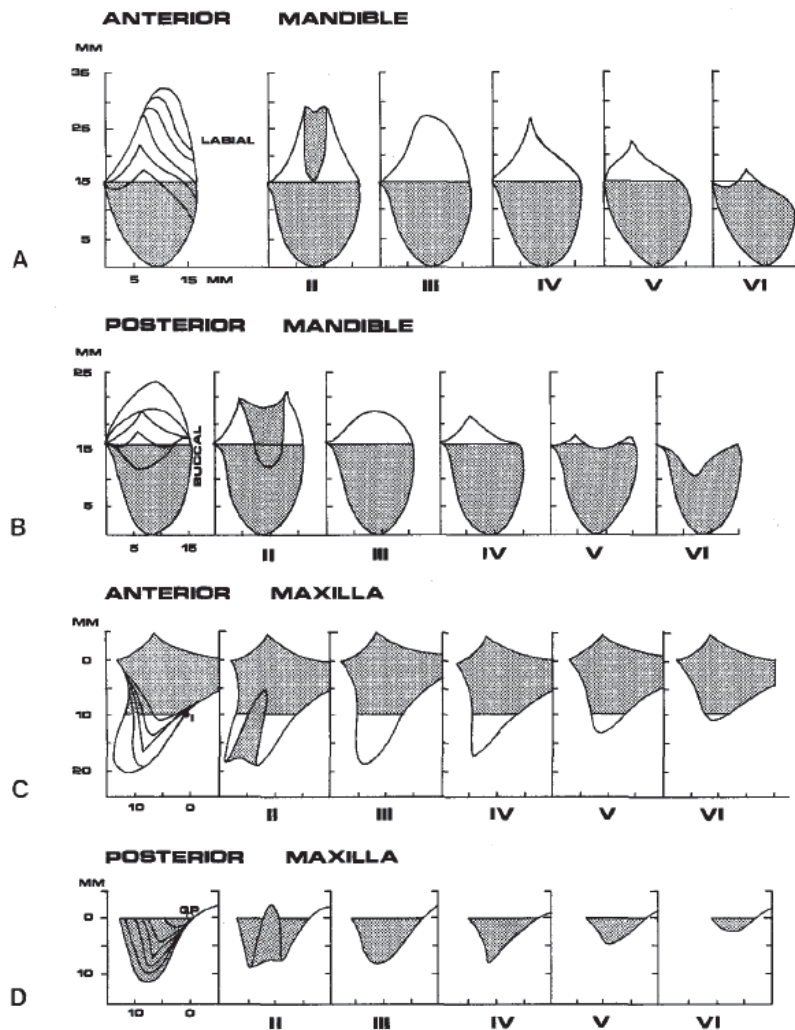 ANTERIOR MANDIBLE
MM
35
25
15
5
LABIAL
5 15 MM
II III IV V VI
A
POSTERIOR MANDIBLE
MM
25
15
5
BUCCAL
5 15
II III IV V VI
B
ANTERIOR MAXILLA
MM
0
10
20
I
10 0
II III IV V VI
C
POSTERIOR MAXILLA
MM
G.P.
0
10
10 0
II III IV V VI
D